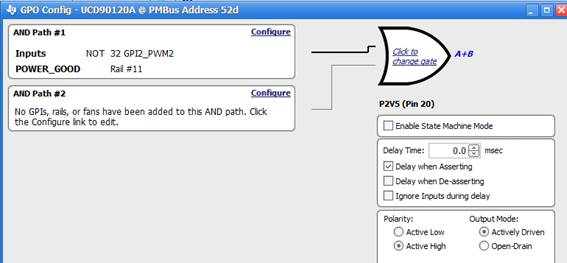 GPO Config - UCD90120A @ PMBus Address 52d
AND Path #1 Configure
Inputs NOT 32 GPI2_PWM2
POWER_GOOD Rail #11
AND Path #2 Configure
No GPIs, rails, or fans have been added to this AND path. Click
the Configure link to edit.
Click to
change gate
A+B
P2V5 (Pin 20)
Enable State Machine Mode
Delay Time: 0.0 msec
Delay when Asserting
Delay when De-asserting
Ignore Inputs during delay
Polarity: Output Mode:
Active Low Actively Driven
Active High Open-Drain